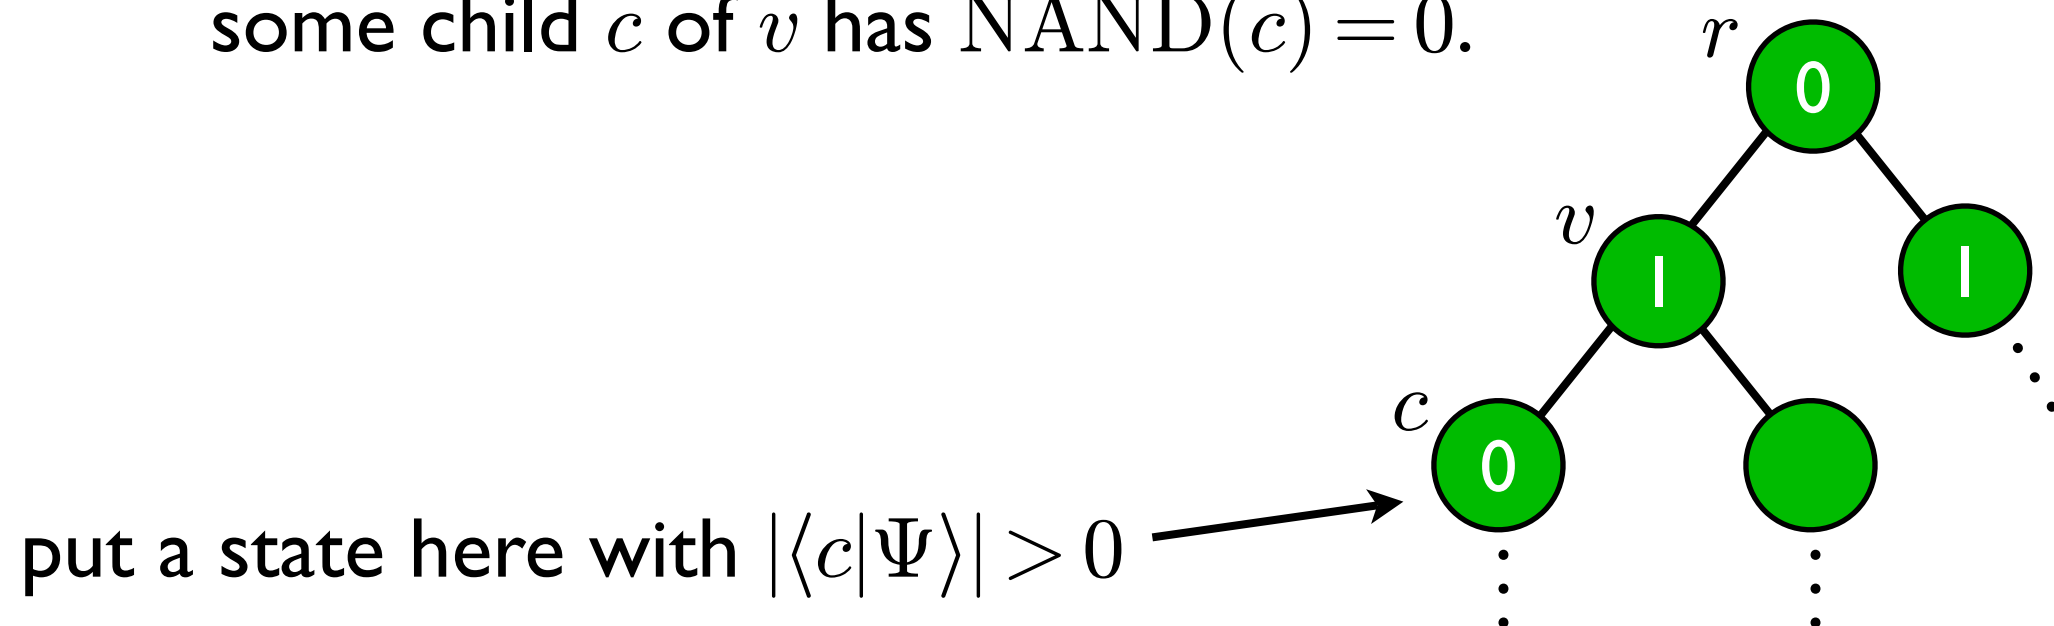 some child c of v has NAND(c) = 0.
r
0
v
1
1
c
0
put a state here with |⟨c|Ψ⟩| > 0